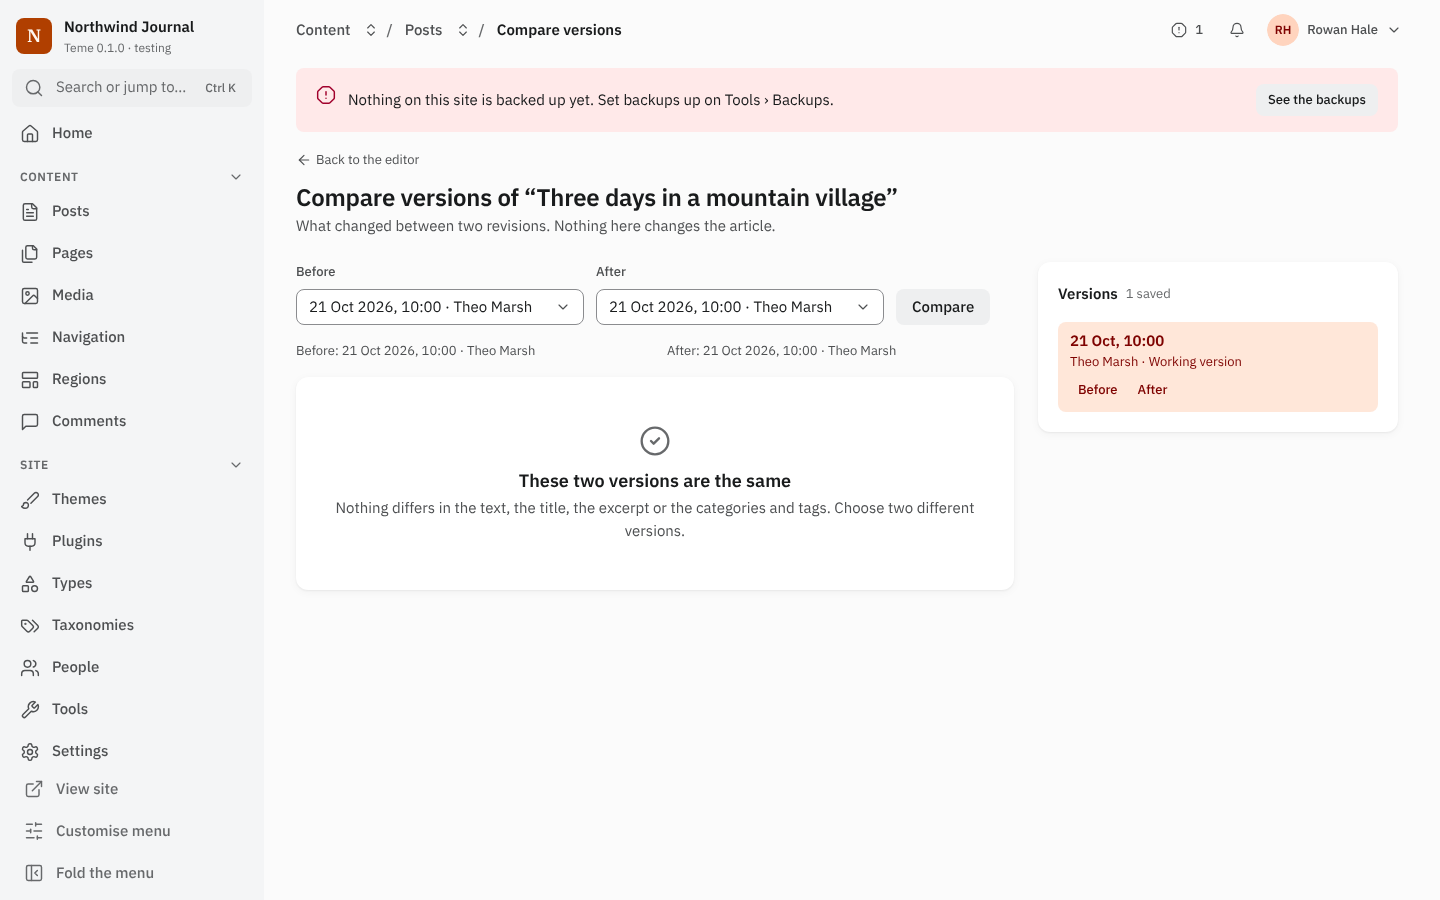 N
Northwind Journal
Teme 0.1.0 · testing
Search or jump to...
Ctrl K
Home
CONTENT
Posts
Pages
Media
Navigation
Regions
Comments
SITE
Themes
Plugins
Types
Taxonomies
People
Tools
Settings
View site
Customise menu
Fold the menu
Content / Posts / Compare versions
1
RH
Rowan Hale
Nothing on this site is backed up yet. Set backups up on Tools › Backups.
See the backups
Back to the editor
Compare versions of “Three days in a mountain village”
What changed between two revisions. Nothing here changes the article.
Before
After
21 Oct 2026, 10:00 · Theo Marsh
21 Oct 2026, 10:00 · Theo Marsh
Compare
Before: 21 Oct 2026, 10:00 · Theo Marsh
After: 21 Oct 2026, 10:00 · Theo Marsh
These two versions are the same
Nothing differs in the text, the title, the excerpt or the categories and tags. Choose two different
versions.
Versions 1 saved
21 Oct, 10:00
Theo Marsh · Working version
Before After